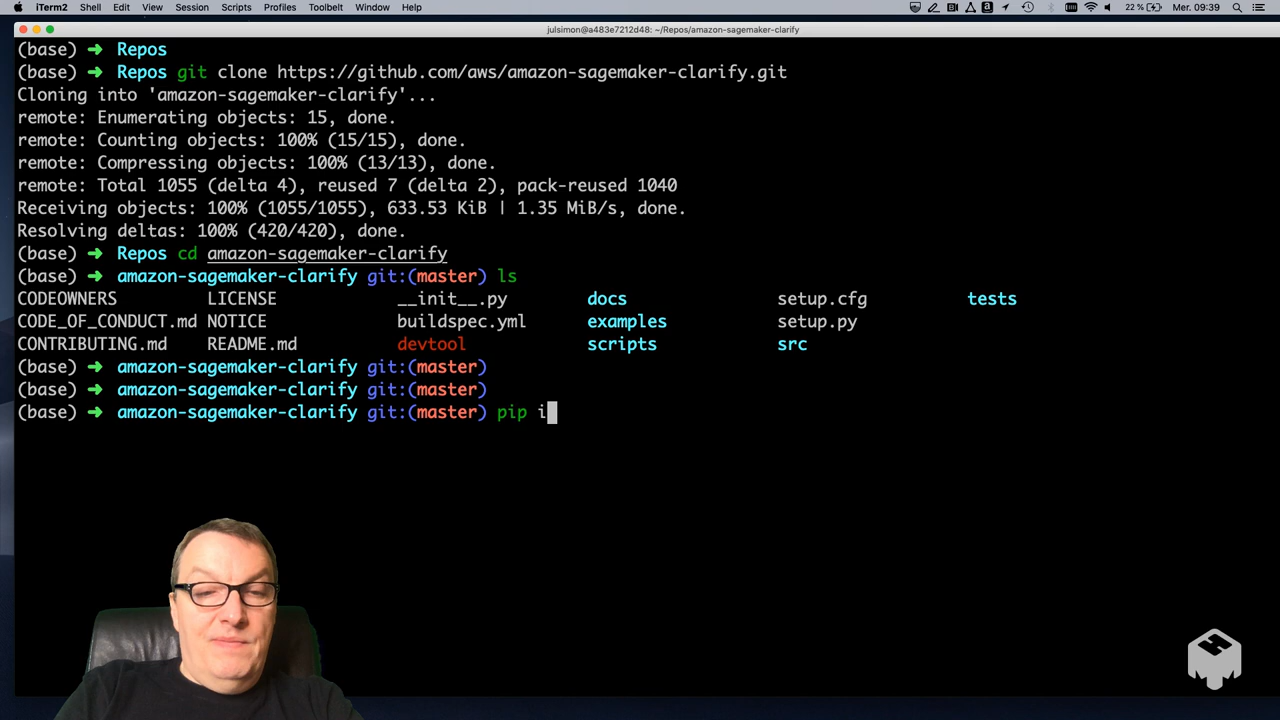 iTerm2 Shell Edit View Session Scripts Profiles Toolbelt Window Help 22 % Mer. 09:39
julsimon@a483e7212d48: ~/Repos/amazon-sagemaker-clarify
(base) ➜ Repos
(base) ➜ Repos git clone https://github.com/aws/amazon-sagemaker-clarify.git
Cloning into 'amazon-sagemaker-clarify'...
remote: Enumerating objects: 15, done.
remote: Counting objects: 100% (15/15), done.
remote: Compressing objects: 100% (13/13), done.
remote: Total 1055 (delta 4), reused 7 (delta 2), pack-reused 1040
Receiving objects: 100% (1055/1055), 633.53 KiB | 1.35 MiB/s, done.
Resolving deltas: 100% (420/420), done.
(base) ➜ Repos cd amazon-sagemaker-clarify
(base) ➜ amazon-sagemaker-clarify git:(master) ls
CODEOWNERS LICENSE __init__.py docs setup.cfg tests
CODE_OF_CONDUCT.md NOTICE buildspec.yml examples setup.py
CONTRIBUTING.md README.md devtool scripts src
(base) ➜ amazon-sagemaker-clarify git:(master)
(base) ➜ amazon-sagemaker-clarify git:(master)
(base) ➜ amazon-sagemaker-clarify git:(master) pip i